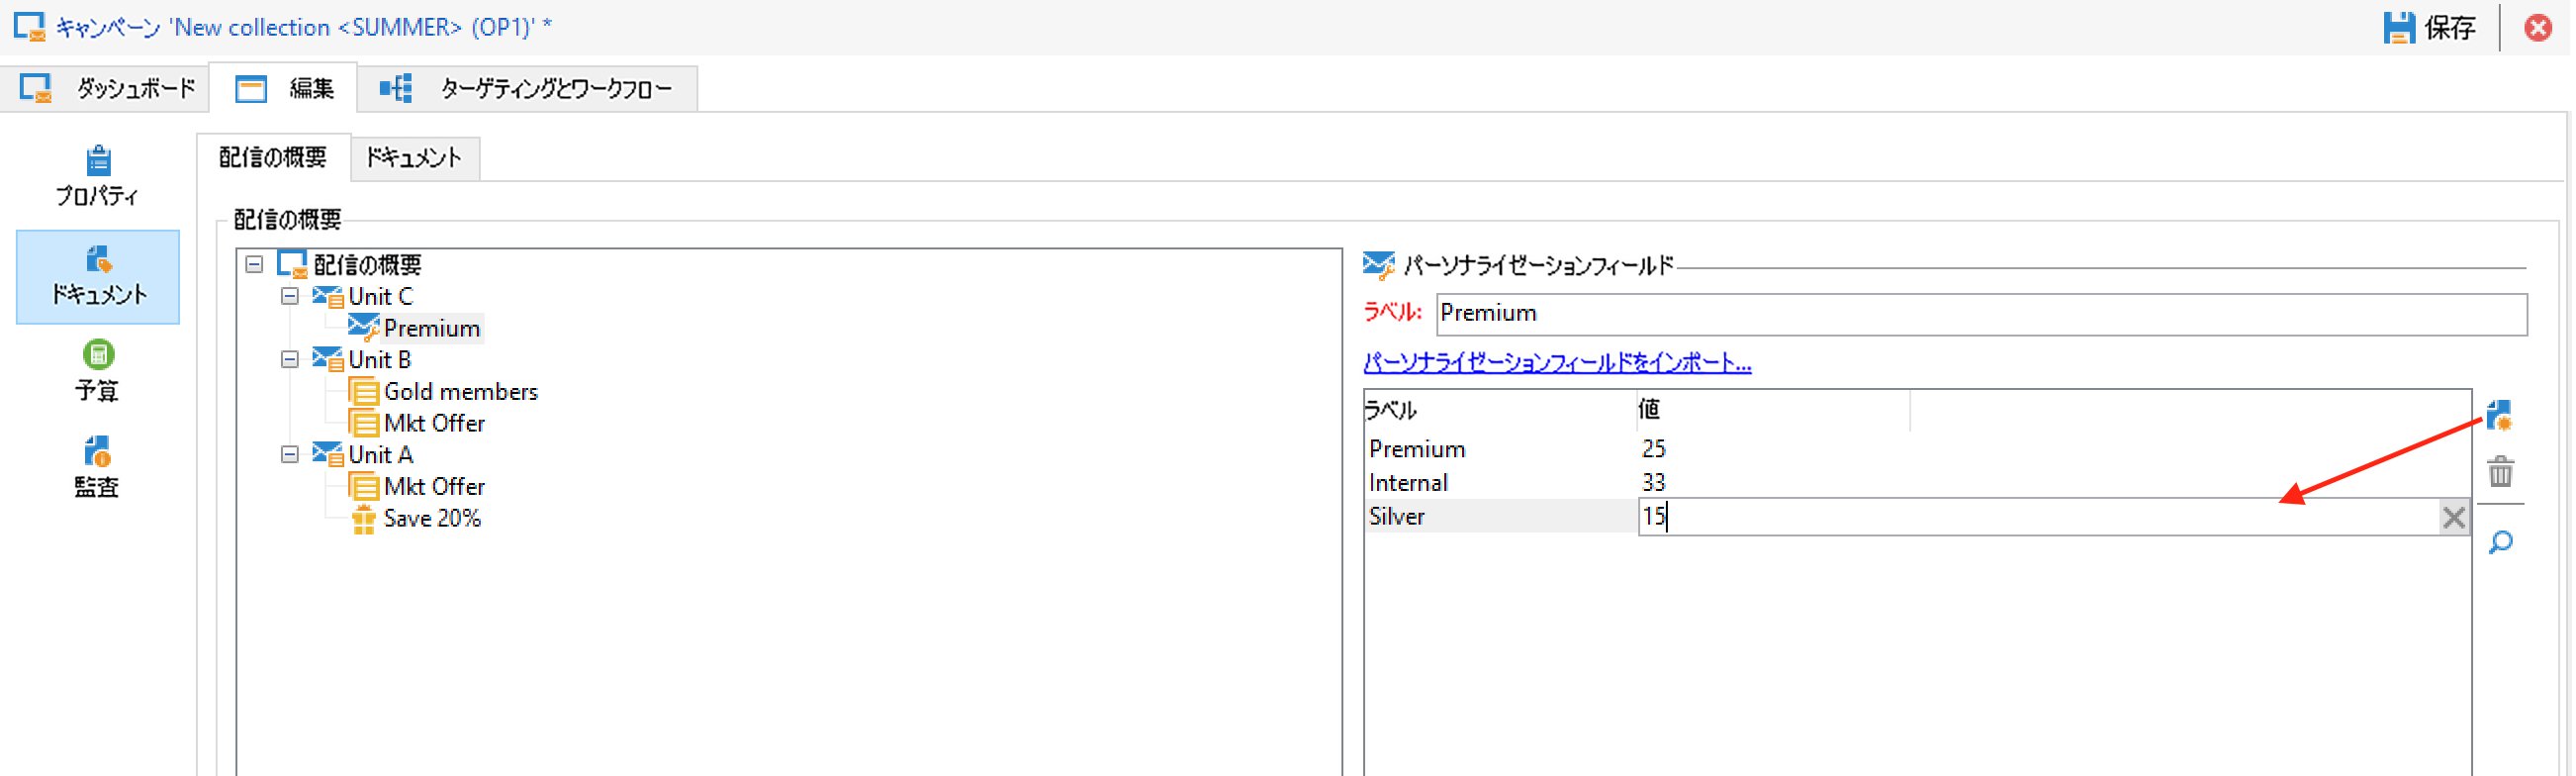 キャンペーン 'New collection <SUMMER> (OP1)' *
保存
ダッシュボード
編集
ターゲティングとワークフロー
プロパティ
ドキュメント
予算
監査
配信の概要
ドキュメント
配信の概要
配信の概要
Unit C
Premium
Unit B
Gold members
Mkt Offer
Unit A
Mkt Offer
Save 20%
パーソナライゼーションフィールド
ラベル: Premium
パーソナライゼーションフィールドをインポート...
ラベル 値
Premium 25
Internal 33
Silver 15